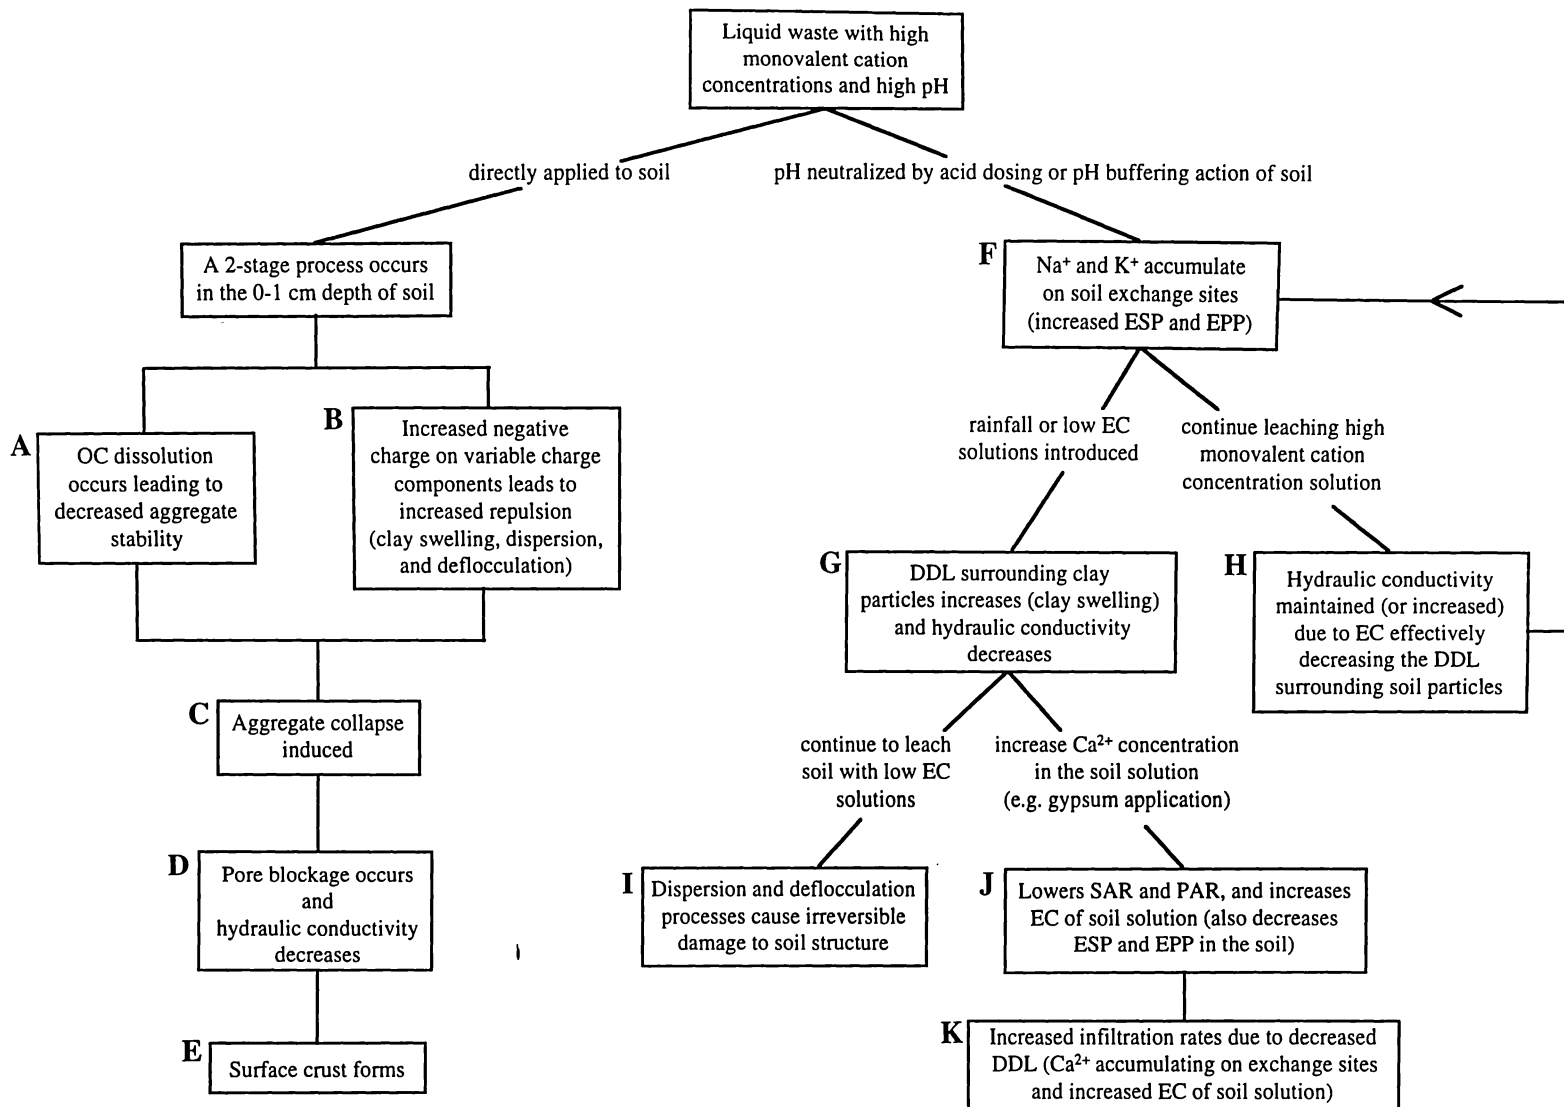 Liquid waste with high
monovalent cation
concentrations and high pH
directly applied to soil
pH neutralized by acid dosing or pH buffering action of soil
A 2-stage process occurs
in the 0-1 cm depth of soil
F
Na⁺ and K⁺ accumulate
on soil exchange sites
(increased ESP and EPP)
A
OC dissolution
occurs leading to
decreased aggregate
stability
B
Increased negative
charge on variable charge
components leads to
increased repulsion
(clay swelling, dispersion,
and deflocculation)
rainfall or low EC
solutions introduced
continue leaching high
monovalent cation
concentration solution
G
DDL surrounding clay
particles increases (clay swelling)
and hydraulic conductivity
decreases
H
Hydraulic conductivity
maintained (or increased)
due to EC effectively
decreasing the DDL
surrounding soil particles
C
Aggregate collapse
induced
continue to leach
soil with low EC
solutions
increase Ca²⁺ concentration
in the soil solution
(e.g. gypsum application)
D
Pore blockage occurs
and
hydraulic conductivity
decreases
I
Dispersion and deflocculation
processes cause irreversible
damage to soil structure
J
Lowers SAR and PAR, and increases
EC of soil solution (also decreases
ESP and EPP in the soil)
E
Surface crust forms
K
Increased infiltration rates due to decreased
DDL (Ca²⁺ accumulating on exchange sites
and increased EC of soil solution)